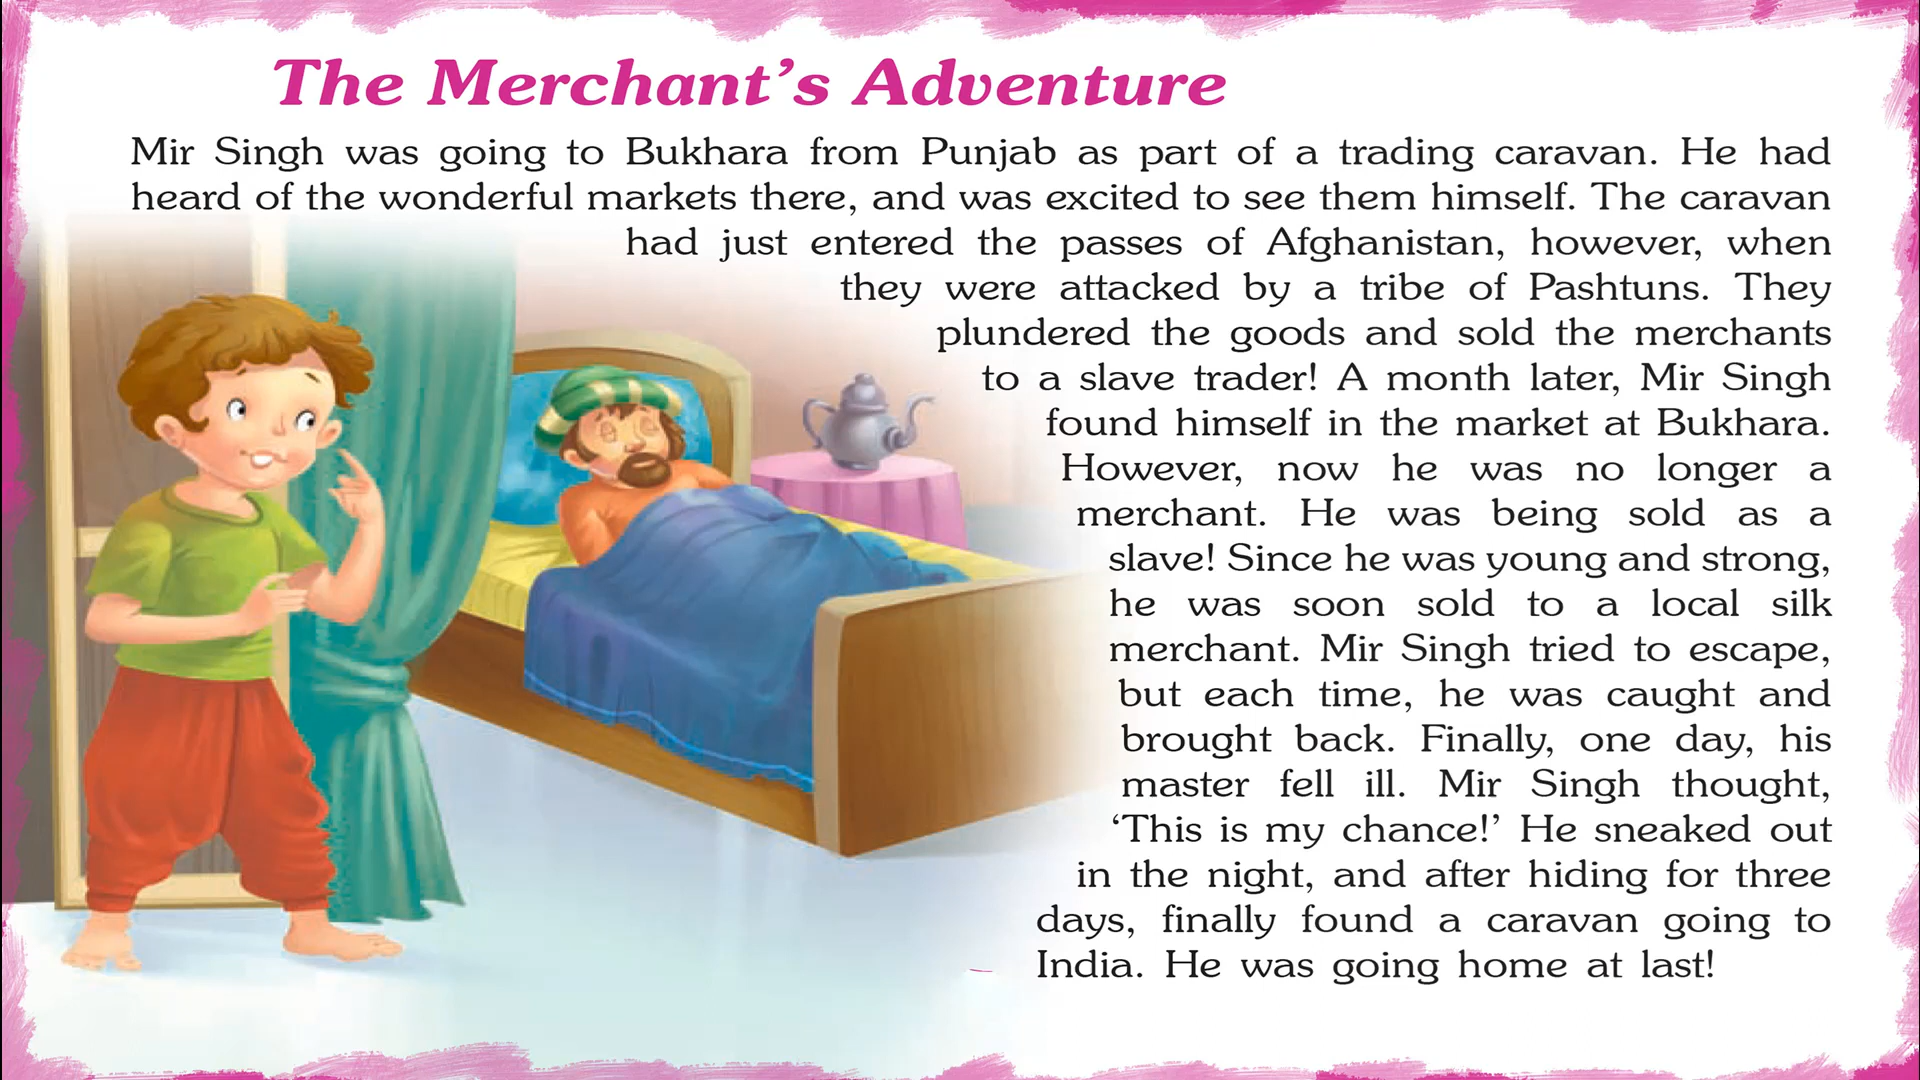 The Merchant’s Adventure
Mir Singh was going to Bukhara from Punjab as part of a trading caravan. He had
heard of the wonderful markets there, and was excited to see them himself. The caravan
had just entered the passes of Afghanistan, however, when
they were attacked by a tribe of Pashtuns. They
plundered the goods and sold the merchants
to a slave trader! A month later, Mir Singh
found himself in the market at Bukhara.
However, now he was no longer a
merchant. He was being sold as a
slave! Since he was young and strong,
he was soon sold to a local silk
merchant. Mir Singh tried to escape,
but each time, he was caught and
brought back. Finally, one day, his
master fell ill. Mir Singh thought,
‘This is my chance!’ He sneaked out
in the night, and after hiding for three
days, finally found a caravan going to
India. He was going home at last!